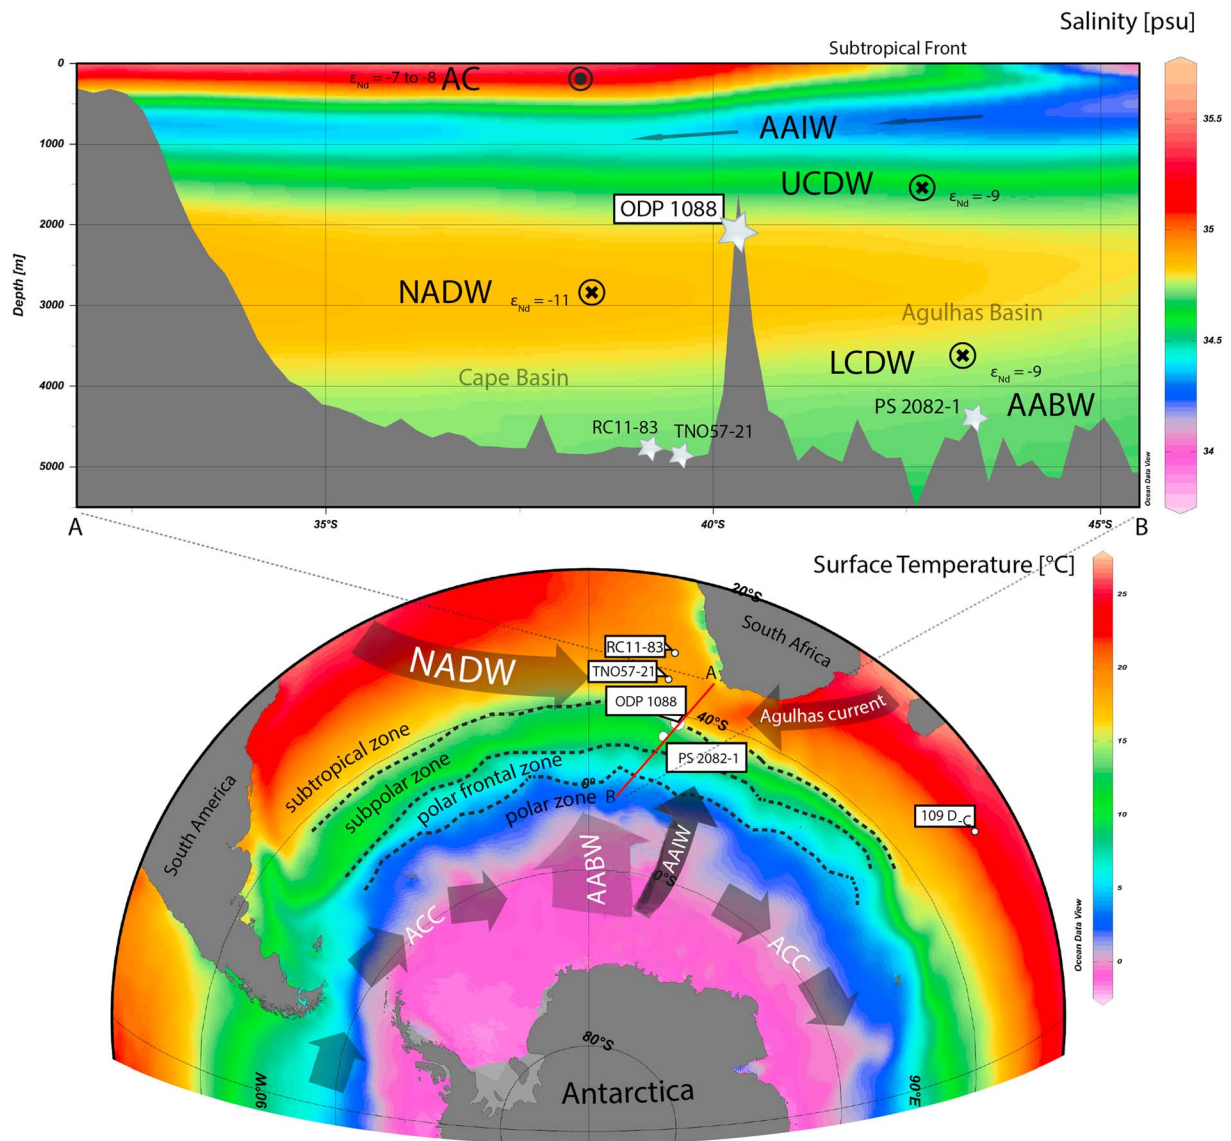 Salinity [psu]
Subtropical Front
0
εNd = -7 to -8 AC
35.5
AAIW
1000
UCDW
εNd = -9
ODP 1088
2000
35
Depth [m]
NADW εNd = -11
3000
Agulhas Basin
34.5
LCDW
εNd = -9
Cape Basin
4000
PS 2082-1
AABW
RC11-83
TNO57-21
34
5000
Ocean Data View
A
35°S
40°S
45°S
B
Surface Temperature [°C]
20°S
25
South Africa
RC11-83
NADW
TNO57-21
A
20
ODP 1088
40°S
Agulhas current
subtropical zone
PS 2082-1
15
subpolar zone
polar frontal zone
0°
polar zone
B
109 D-C
South America
10
AABW
AAIW
0°S
5
ACC
ACC
Ocean Data View
0
80°S
90°W
90°E
Antarctica